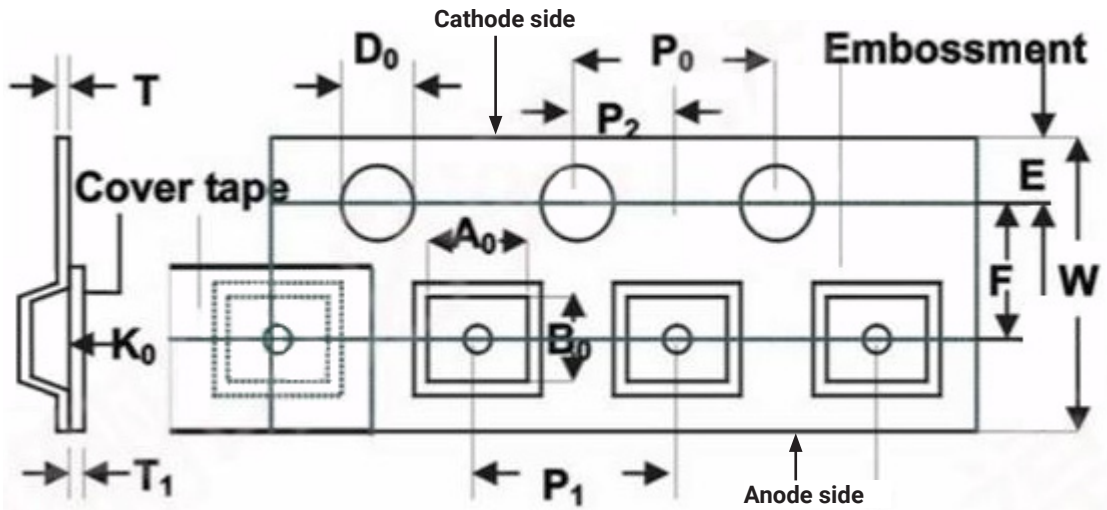 Cathode side
D₀
P₀
Embossment
T
P₂
E
Cover tape
A₀
F
W
B₀
K₀
T₁
P₁
Anode side